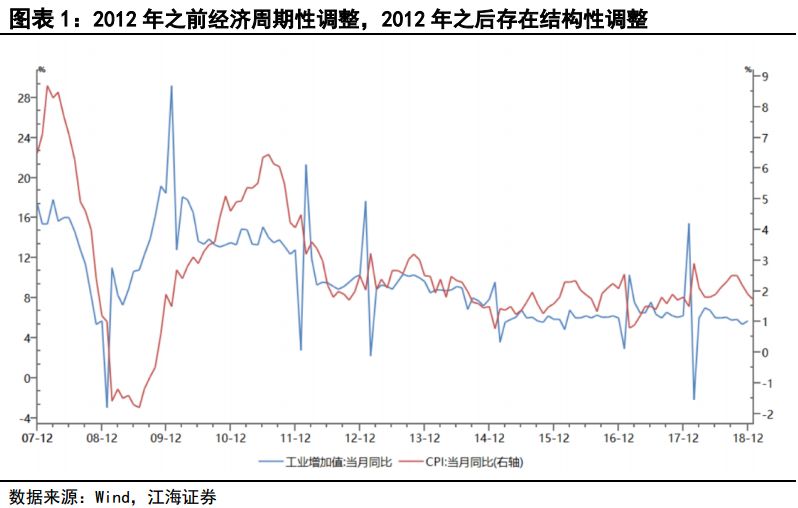 图表 1：2012 年之前经济周期性调整，2012 年之后存在结构性调整
% %
28 24 20 16 12 8 4 0 -4
9 8 7 6 5 4 3 2 1 0 -1 -2
07-12 08-12 09-12 10-12 11-12 12-12 13-12 14-12 15-12 16-12 17-12 18-12
工业增加值:当月同比 CPI:当月同比(右轴)
数据来源：Wind，江海证券